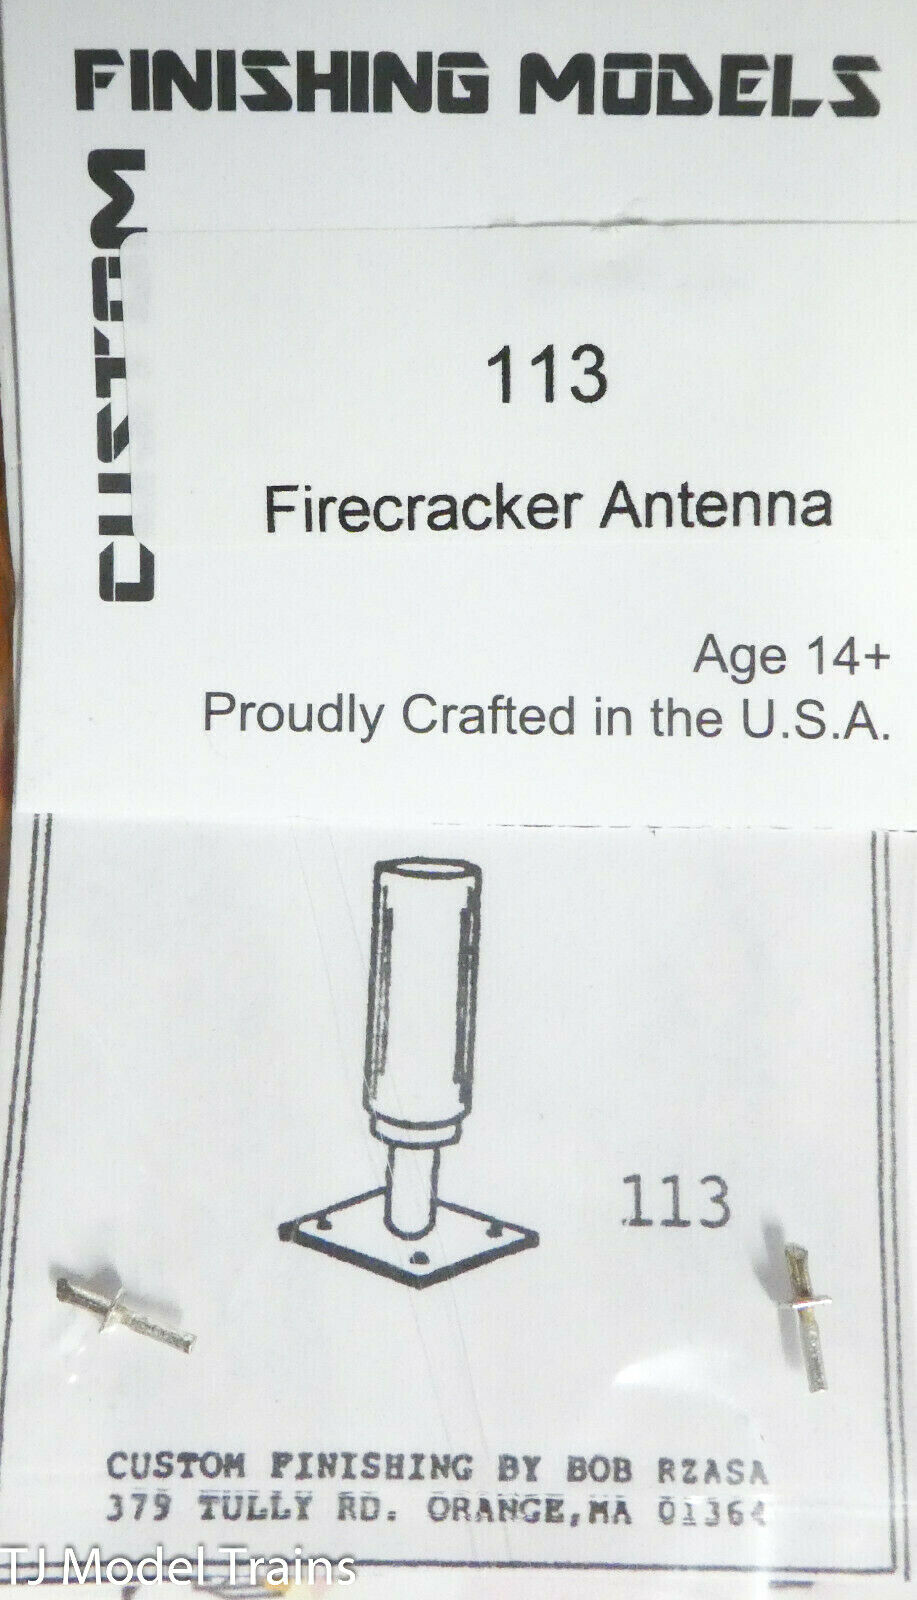 FINISHING MODELS
CUSTOM
113
Firecracker Antenna
Age 14+
Proudly Crafted in the U.S.A.
113
CUSTOM FINISHING BY BOB RZASA
379 TULLY RD. ORANGE, MA 01364
TJ Model Trains